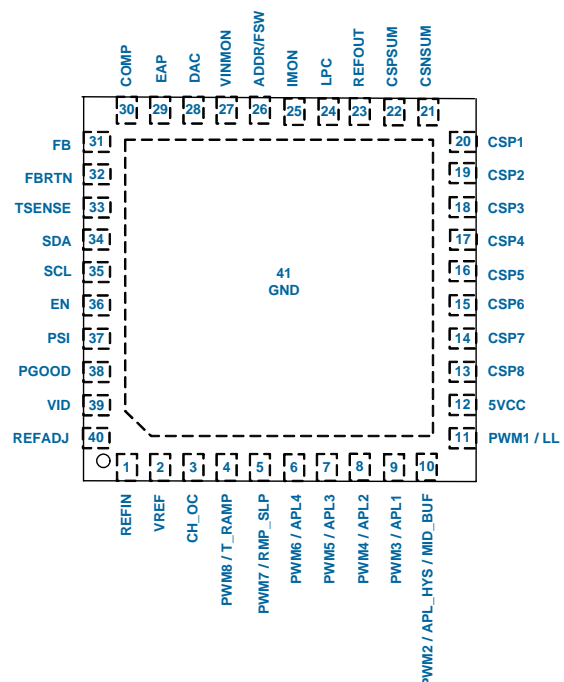 COMP
EAP
DAC
VINMON
ADDR/FSW
IMON
LPC
REFOUT
CSPSUM
CSNSUM
30
29
28
27
26
25
24
23
22
21
FB
31
FBRTN
32
TSENSE
33
SDA
34
SCL
35
EN
36
PSI
37
PGOOD
38
VID
39
REFADJ
40
41
GND
20
CSP1
19
CSP2
18
CSP3
17
CSP4
16
CSP5
15
CSP6
14
CSP7
13
CSP8
12
5VCC
11
PWM1 / LL
1
2
3
4
5
6
7
8
9
10
REFIN
VREF
CH_OC
PWM8 / T_RAMP
PWM7 / RMP_SLP
PWM6 / APL4
PWM5 / APL3
PWM4 / APL2
PWM3 / APL1
PWM2 / APL_HYS / MID_BUF